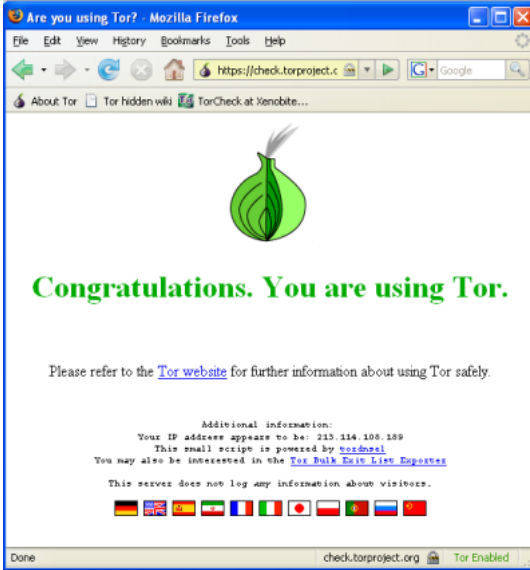 Are you using Tor? - Mozilla Firefox
File Edit View History Bookmarks Tools Help
https://check.torproject.c Google
About Tor Tor hidden wiki TorCheck at Xenobite...
Congratulations. You are using Tor.
Please refer to the Tor website for further information about using Tor safely.
Additional information:
Your IP address appears to be: 213.114.108.189
This small script is powered by tordnsel
You may also be interested in the Tor Bulk Exit List Exporter
This server does not log any information about visitors.
Done check.torproject.org Tor Enabled